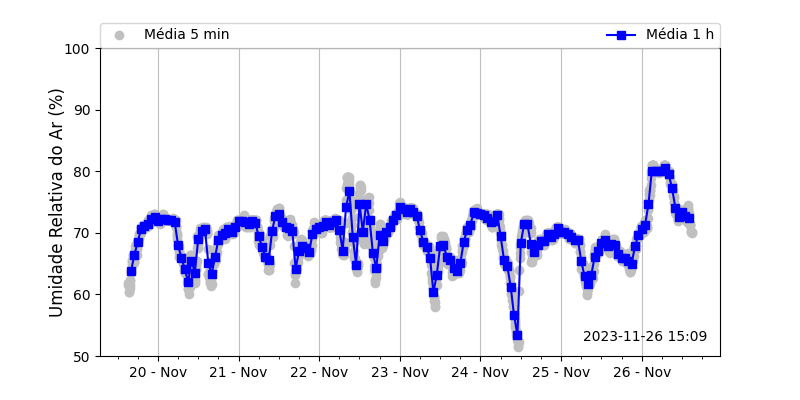 Média 5 min
Média 1 h
Umidade Relativa do Ar (%)
100
90
80
70
60
50
2023-11-26 15:09
20 - Nov
21 - Nov
22 - Nov
23 - Nov
24 - Nov
25 - Nov
26 - Nov